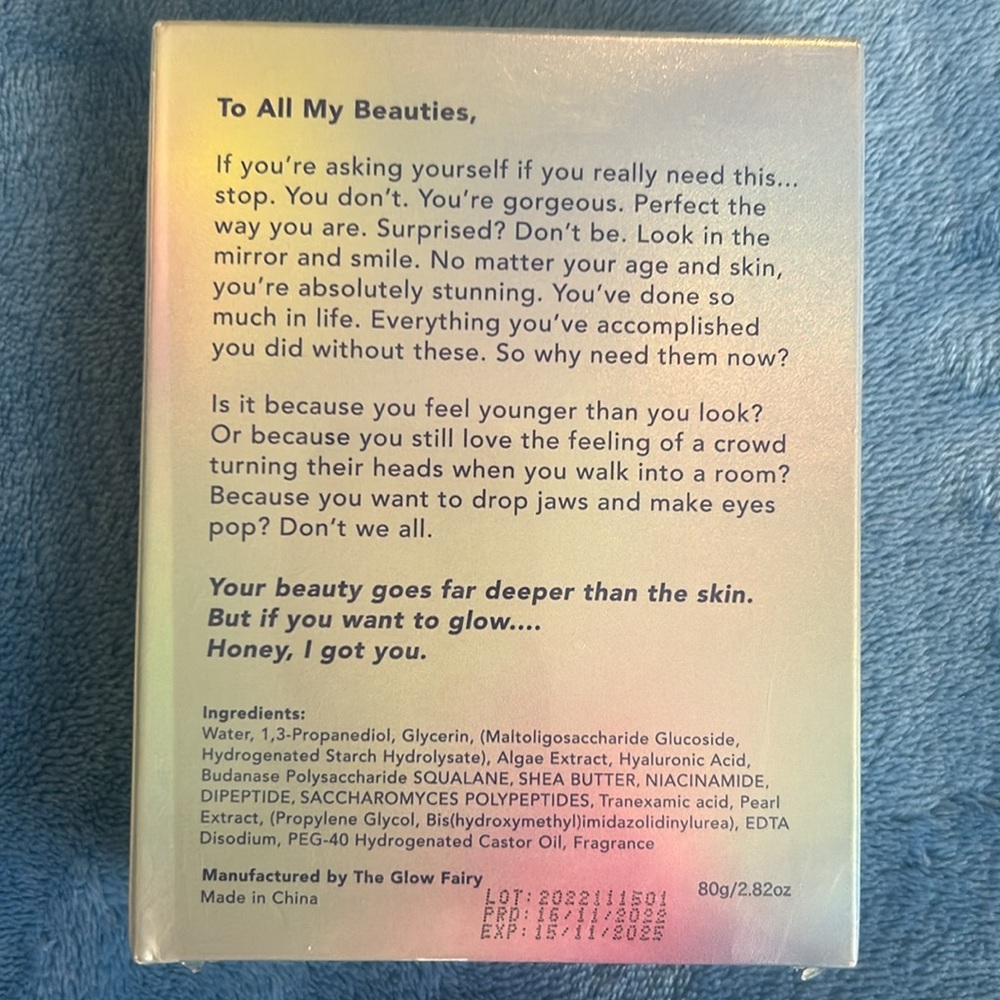 To All My Beauties,
If you're asking yourself if you really need this...
stop. You don't. You're gorgeous. Perfect the
way you are. Surprised? Don't be. Look in the
mirror and smile. No matter your age and skin,
you're absolutely stunning. You've done so
much in life. Everything you've accomplished
you did without these. So why need them now?
Is it because you feel younger than you look?
Or because you still love the feeling of a crowd
turning their heads when you walk into a room?
Because you want to drop jaws and make eyes
pop? Don't we all.
Your beauty goes far deeper than the skin.
But if you want to glow....
Honey, I got you.
Ingredients:
Water, 1,3-Propanediol, Glycerin, (Maltoligosaccharide Glucoside,
Hydrogenated Starch Hydrolysate), Algae Extract, Hyaluronic Acid,
Budanase Polysaccharide SQUALANE, SHEA BUTTER, NIACINAMIDE,
DIPEPTIDE, SACCHAROMYCES POLYPEPTIDES, Tranexamic acid, Pearl
Extract, (Propylene Glycol, Bis(hydroxymethyl)imidazolidinylurea), EDTA
Disodium, PEG-40 Hydrogenated Castor Oil, Fragrance
Manufactured by The Glow Fairy
Made in China
80g/2.82oz
LOT:2022111501
PRD:16/11/2022
EXP:15/11/2025